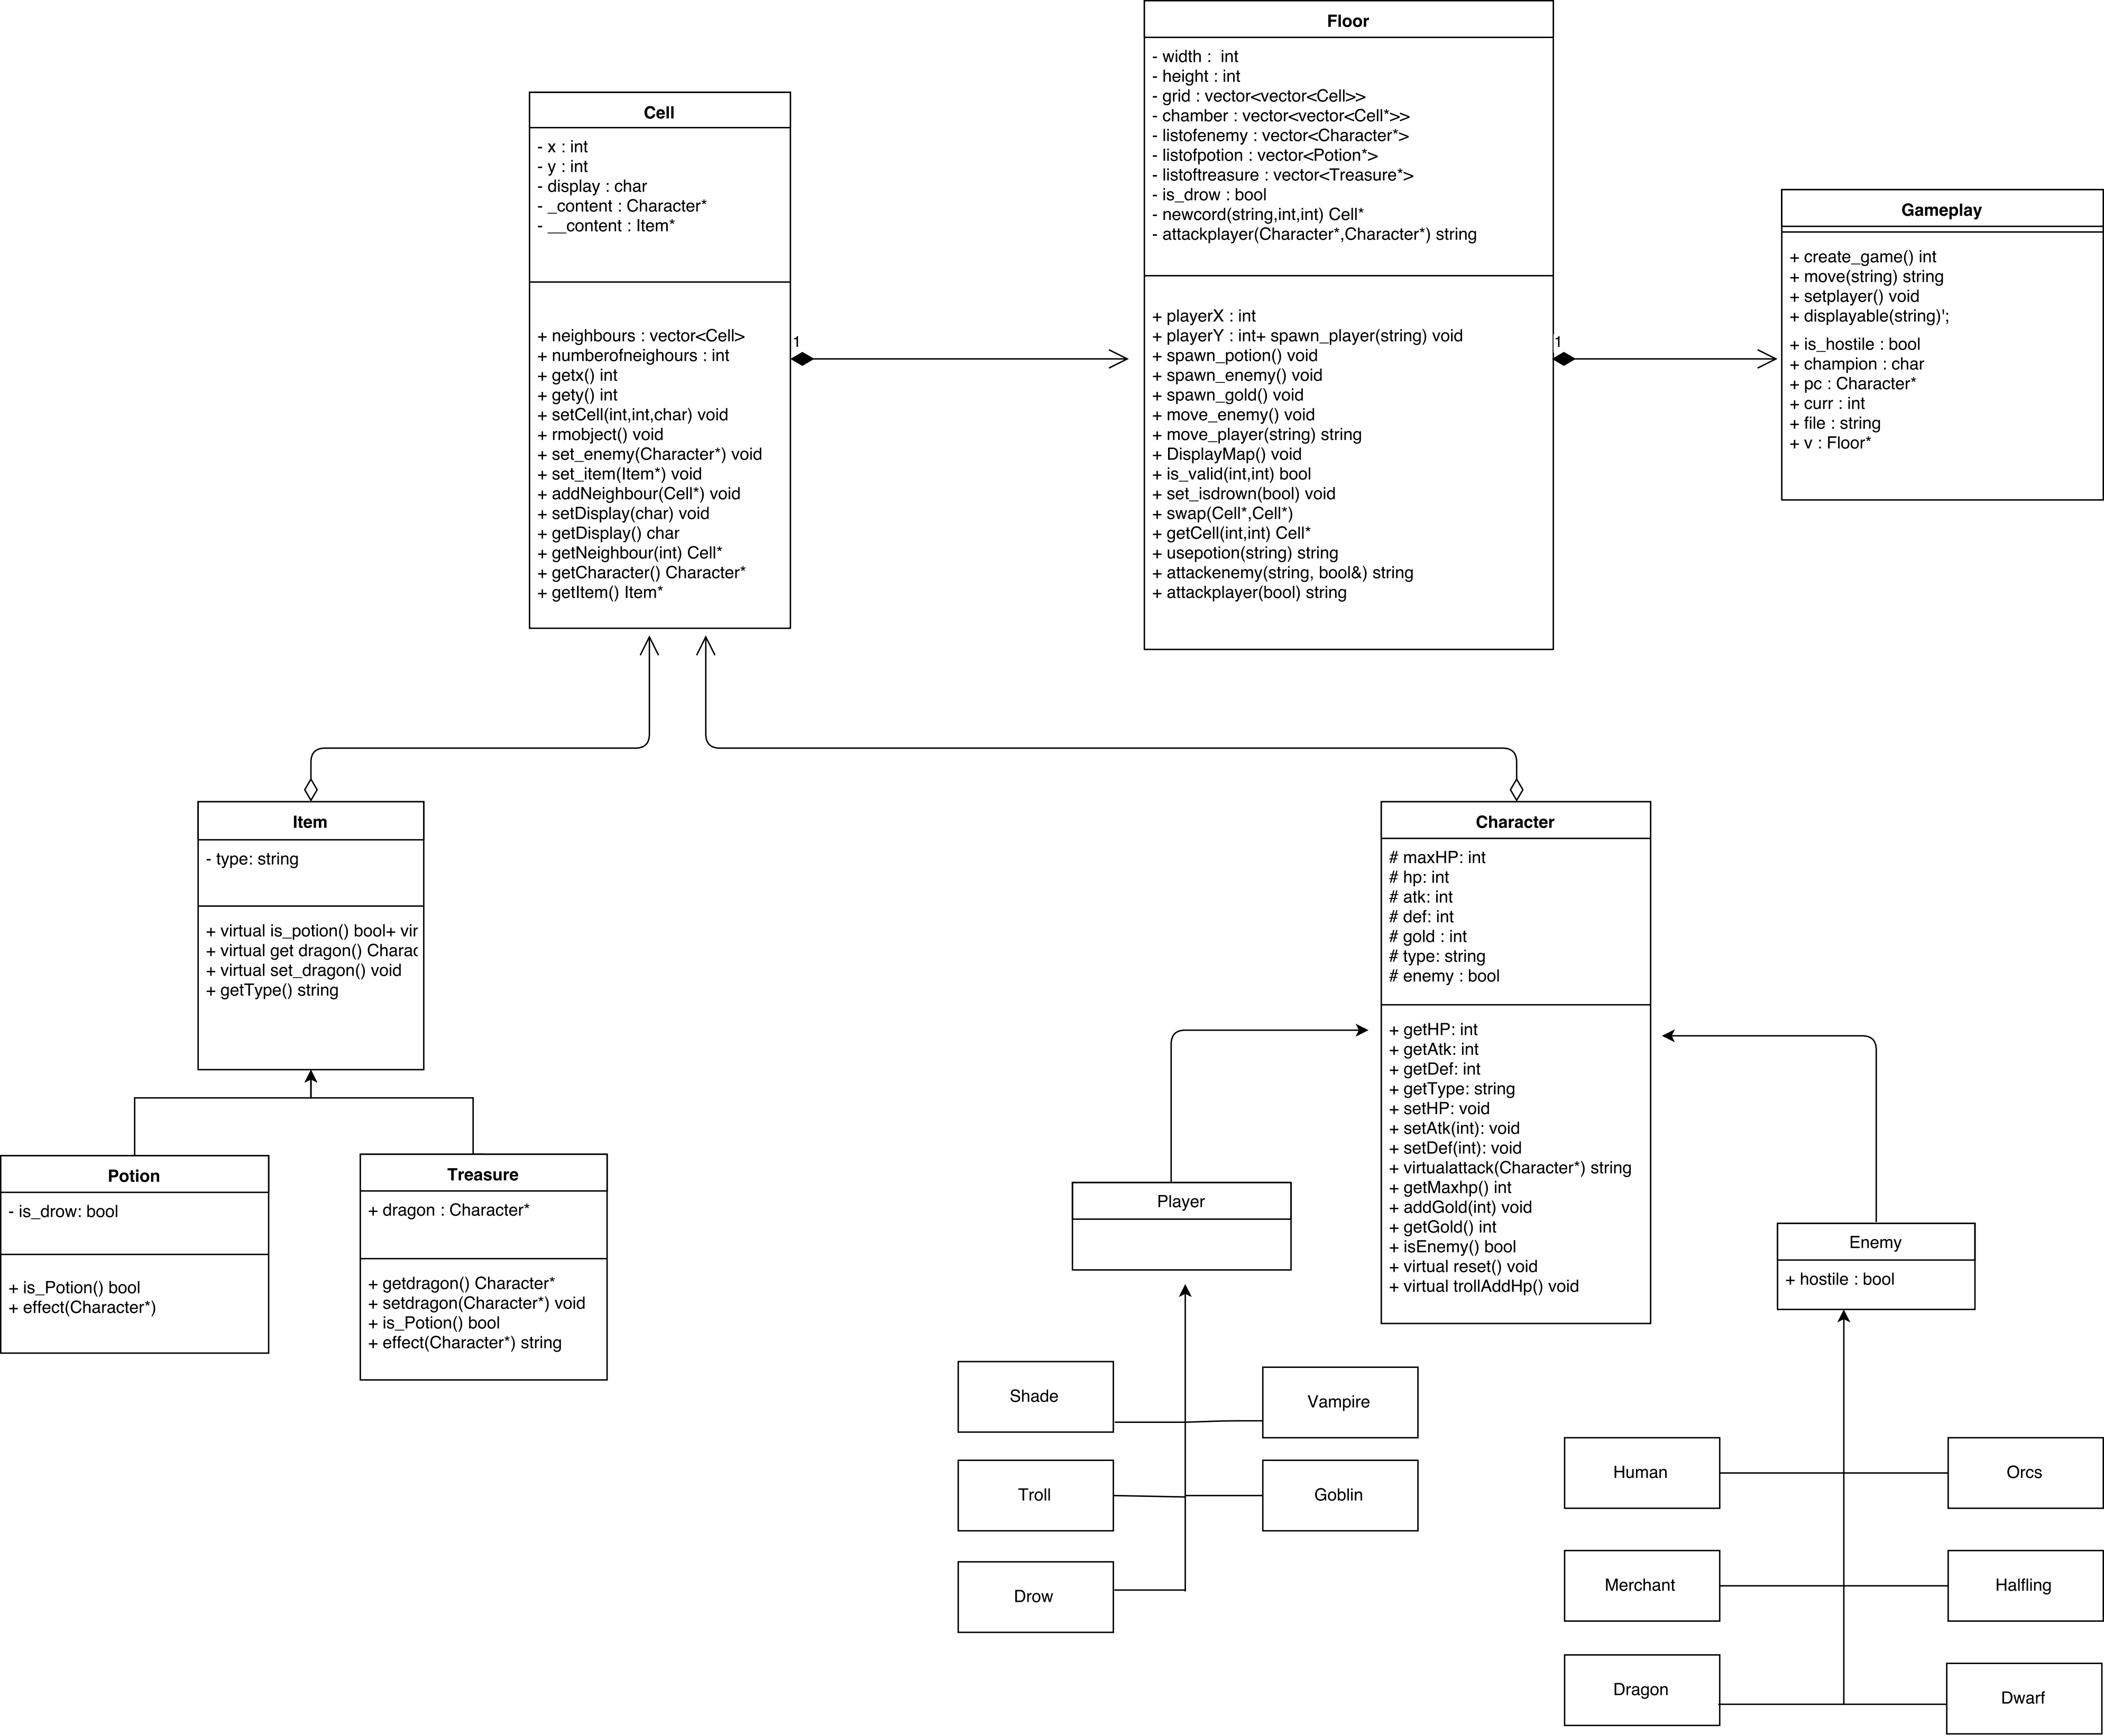 Floor
- width :  int
- height : int
- grid : vector<vector<Cell>>
- chamber : vector<vector<Cell*>>
- listofenemy : vector<Character*>
- listofpotion : vector<Potion*>
- listoftreasure : vector<Treasure*>
- is_drow : bool
- newcord(string,int,int) Cell*
- attackplayer(Character*,Character*) string
+ playerX : int
+ playerY : int+ spawn_player(string) void
+ spawn_potion() void
+ spawn_enemy() void
+ spawn_gold() void
+ move_enemy() void
+ move_player(string) string
+ DisplayMap() void
+ is_valid(int,int) bool
+ set_isdrown(bool) void
+ swap(Cell*,Cell*)
+ getCell(int,int) Cell*
+ usepotion(string) string
+ attackenemy(string, bool&) string
+ attackplayer(bool) string
Cell
- x : int
- y : int
- display : char
- _content : Character*
- __content : Item*
+ neighbours : vector<Cell>
+ numberofneighours : int
+ getx() int
+ gety() int
+ setCell(int,int,char) void
+ rmobject() void
+ set_enemy(Character*) void
+ set_item(Item*) void
+ addNeighbour(Cell*) void
+ setDisplay(char) void
+ getDisplay() char
+ getNeighbour(int) Cell*
+ getCharacter() Character*
+ getItem() Item*
1
1
Gameplay
+ create_game() int
+ move(string) string
+ setplayer() void
+ displayable(string)';
+ is_hostile : bool
+ champion : char
+ pc : Character*
+ curr : int
+ file : string
+ v : Floor*
Item
- type: string
+ virtual is_potion() bool+ vir
+ virtual get dragon() Charac
+ virtual set_dragon() void
+ getType() string
Character
# maxHP: int
# hp: int
# atk: int
# def: int
# gold : int
# type: string
# enemy : bool
+ getHP: int
+ getAtk: int
+ getDef: int
+ getType: string
+ setHP: void
+ setAtk(int): void
+ setDef(int): void
+ virtualattack(Character*) string
+ getMaxhp() int
+ addGold(int) void
+ getGold() int
+ isEnemy() bool
+ virtual reset() void
+ virtual trollAddHp() void
Potion
- is_drow: bool
+ is_Potion() bool
+ effect(Character*)
Treasure
+ dragon : Character*
+ getdragon() Character*
+ setdragon(Character*) void
+ is_Potion() bool
+ effect(Character*) string
Player
Enemy
+ hostile : bool
Shade
Vampire
Troll
Goblin
Drow
Human
Orcs
Merchant
Halfling
Dragon
Dwarf